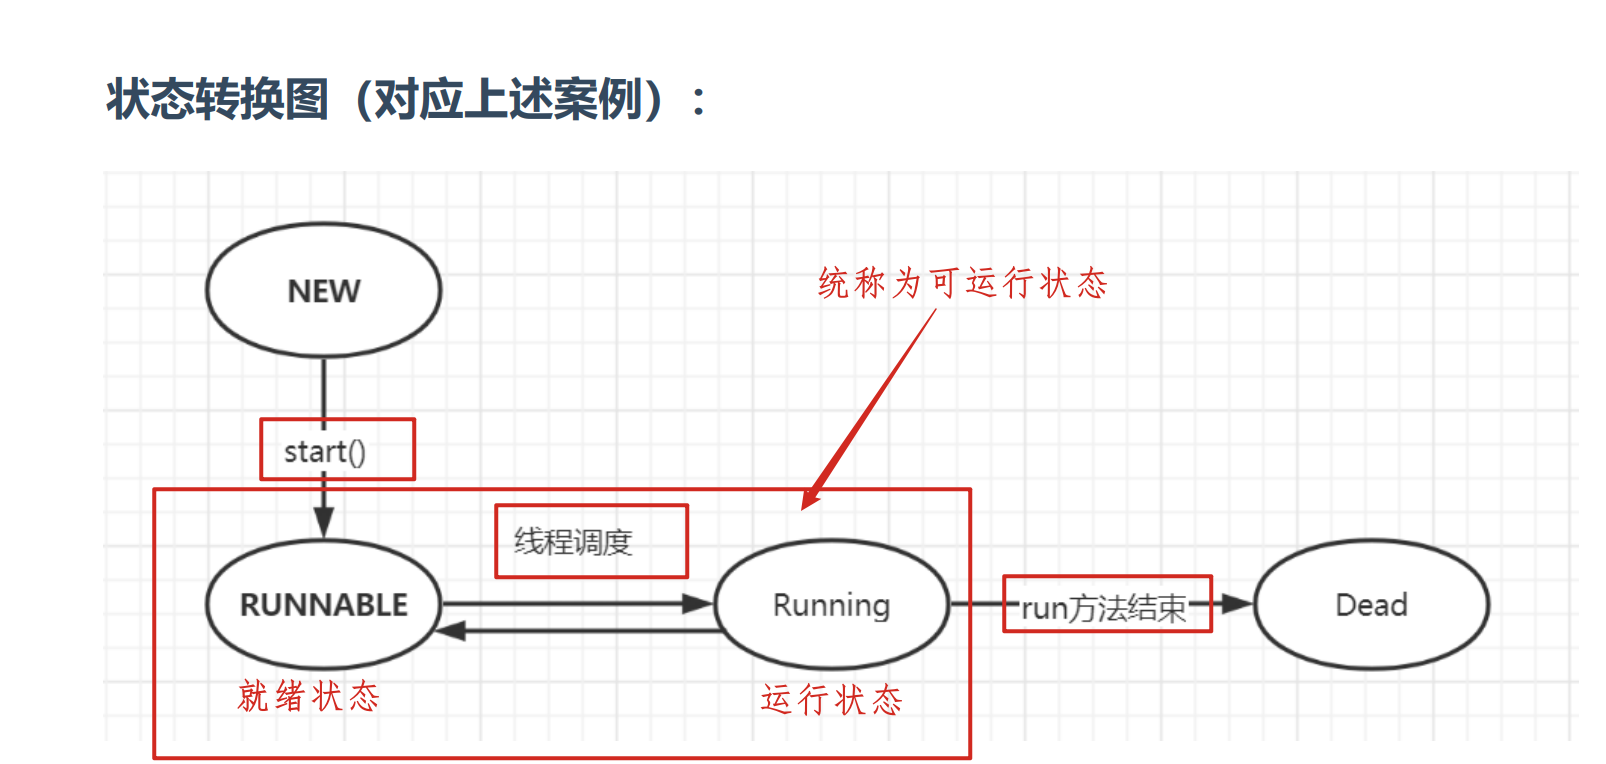 状态转换图（对应上述案例）：
NEW
统称为可运行状态
start()
线程调度
RUNNABLE
Running
run方法结束
Dead
就绪状态
运行状态